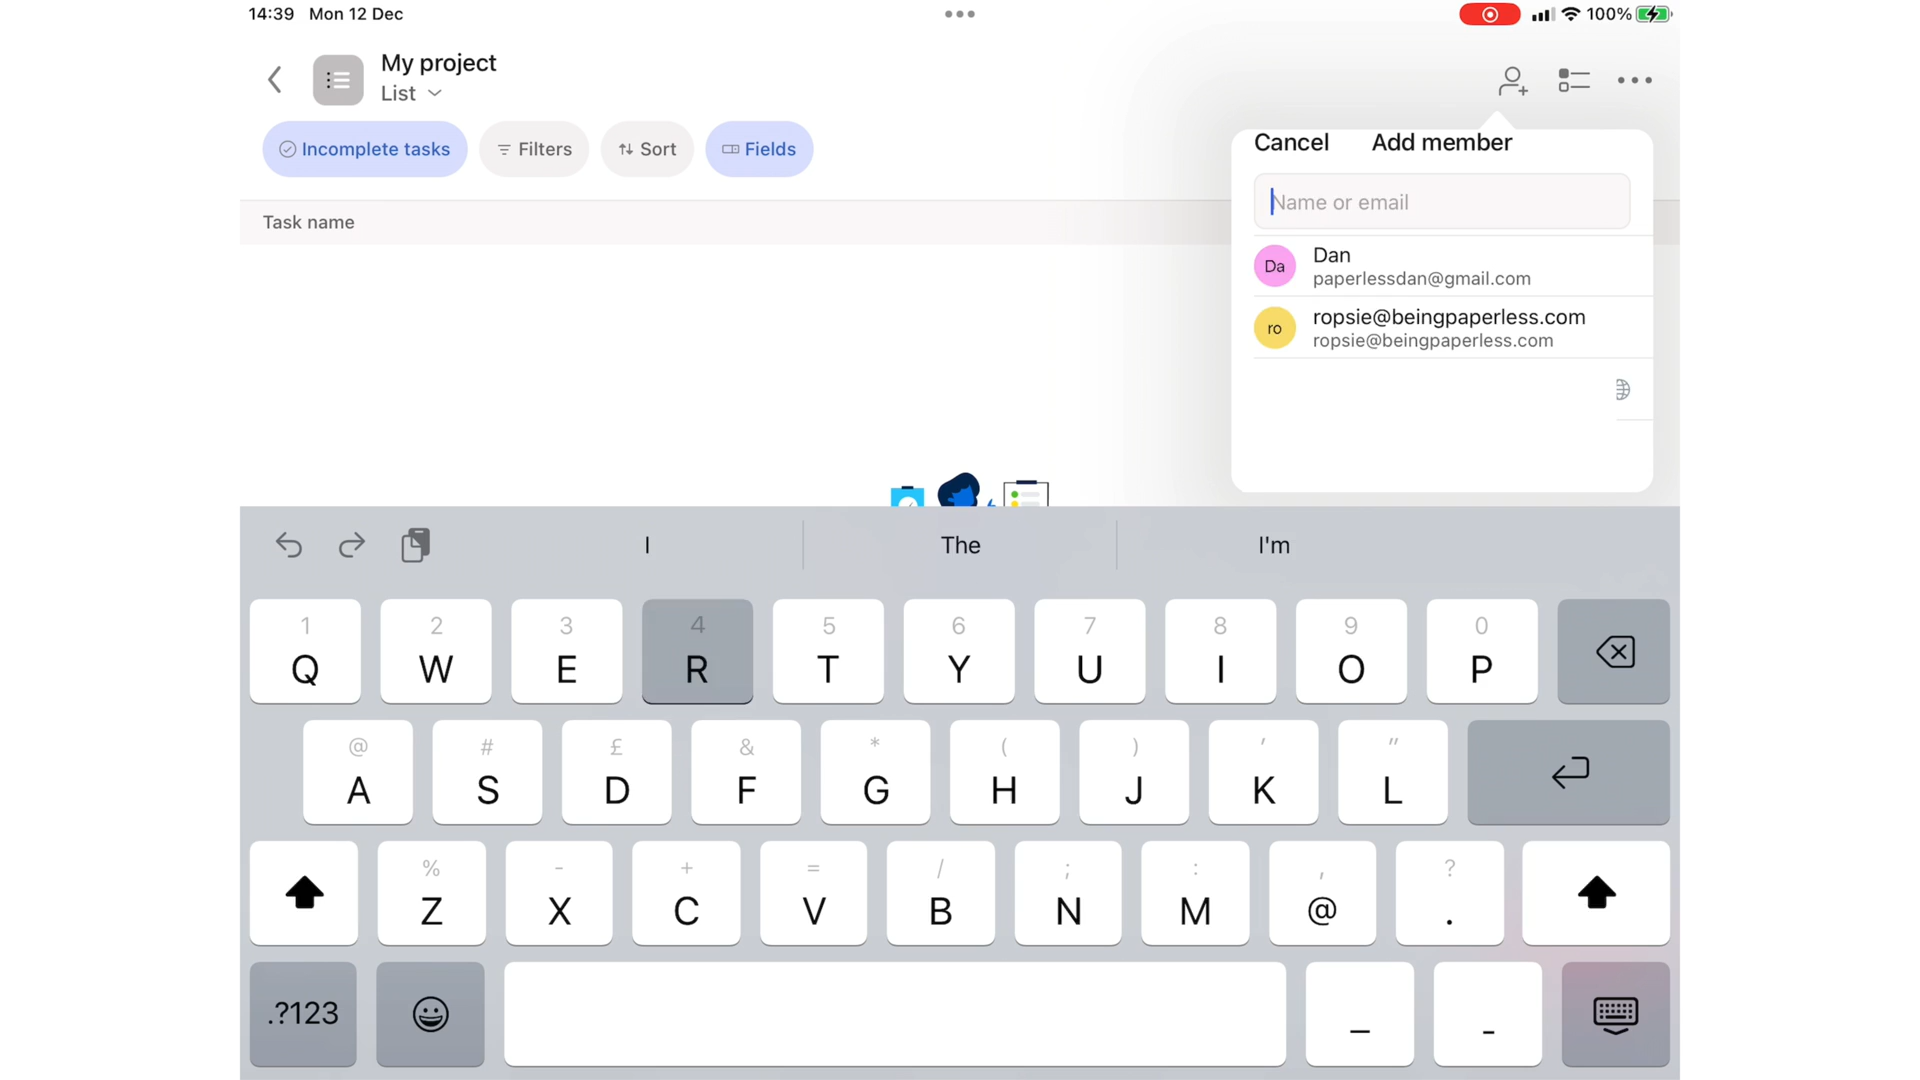 14:39 Mon 12 Dec
100%
My project
List
Incomplete tasks
Filters
Sort
Fields
Task name
Cancel
Add member
Name or email
Da
Dan
paperlessdan@gmail.com
ro
ropsie@beingpaperless.com
ropsie@beingpaperless.com
I The I'm
1 2 3 4 5 6 7 8 9 0
Q W E R T Y U I O P
@ # £ & * ( ) ' "
A S D F G H J K L
% - + = / ; : , ?
Z X C V B N M @ .
.?123 _ -